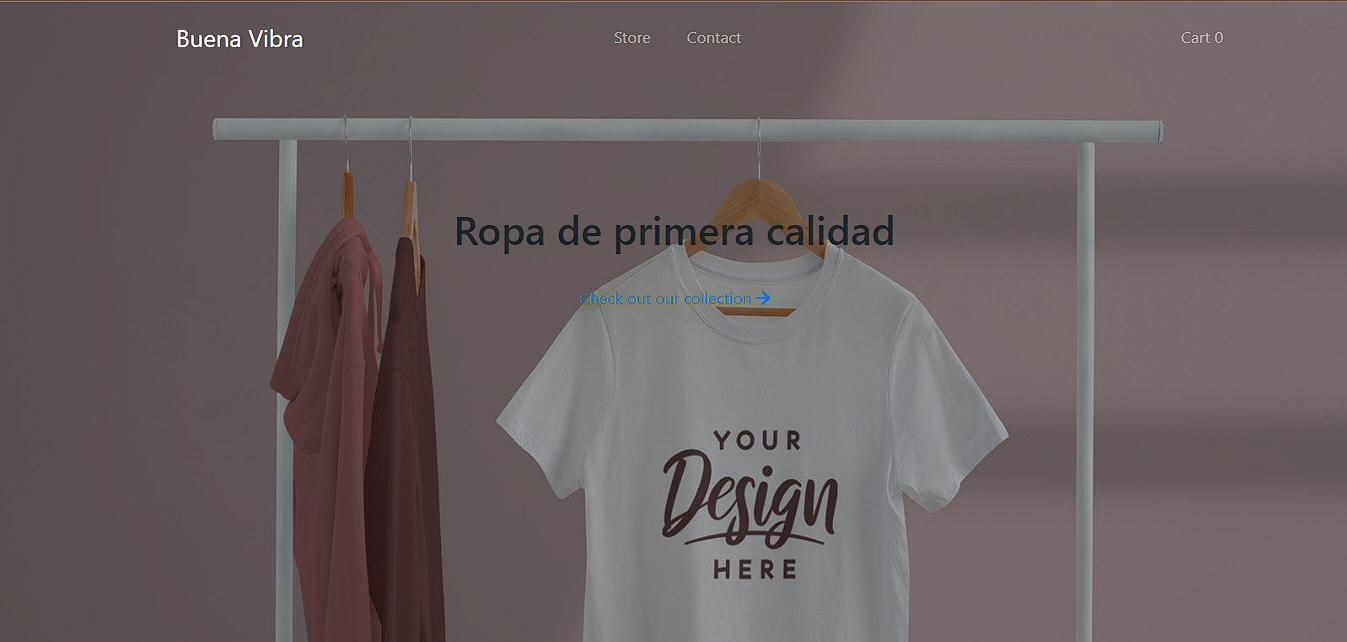 Buena Vibra
Store
Contact
Cart 0
Ropa de primera calidad
Check out our collection →
YOUR
Design
HERE